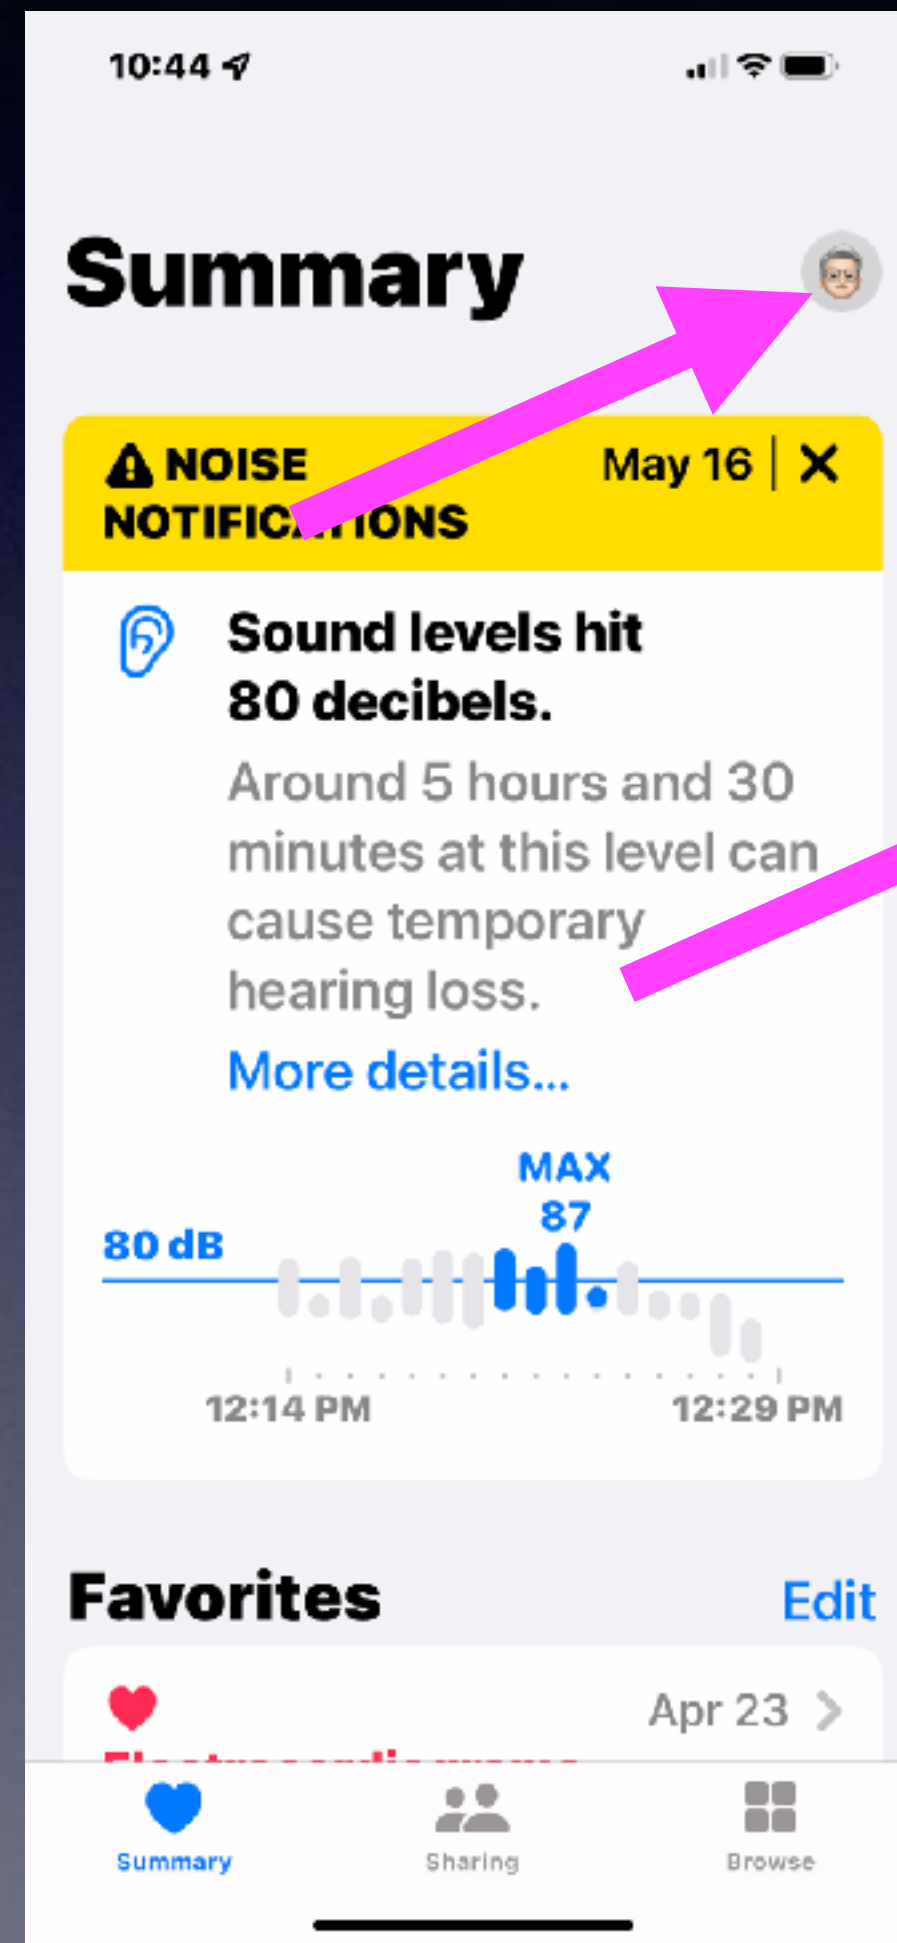 10:44
Summary
NOISE May 16
NOTIFICATIONS
Sound levels hit
80 decibels.
Around 5 hours and 30
minutes at this level can
cause temporary
hearing loss.
More details...
MAX
87
80 dB
12:14 PM 12:29 PM
Favorites Edit
Apr 23
Summary Sharing Browse